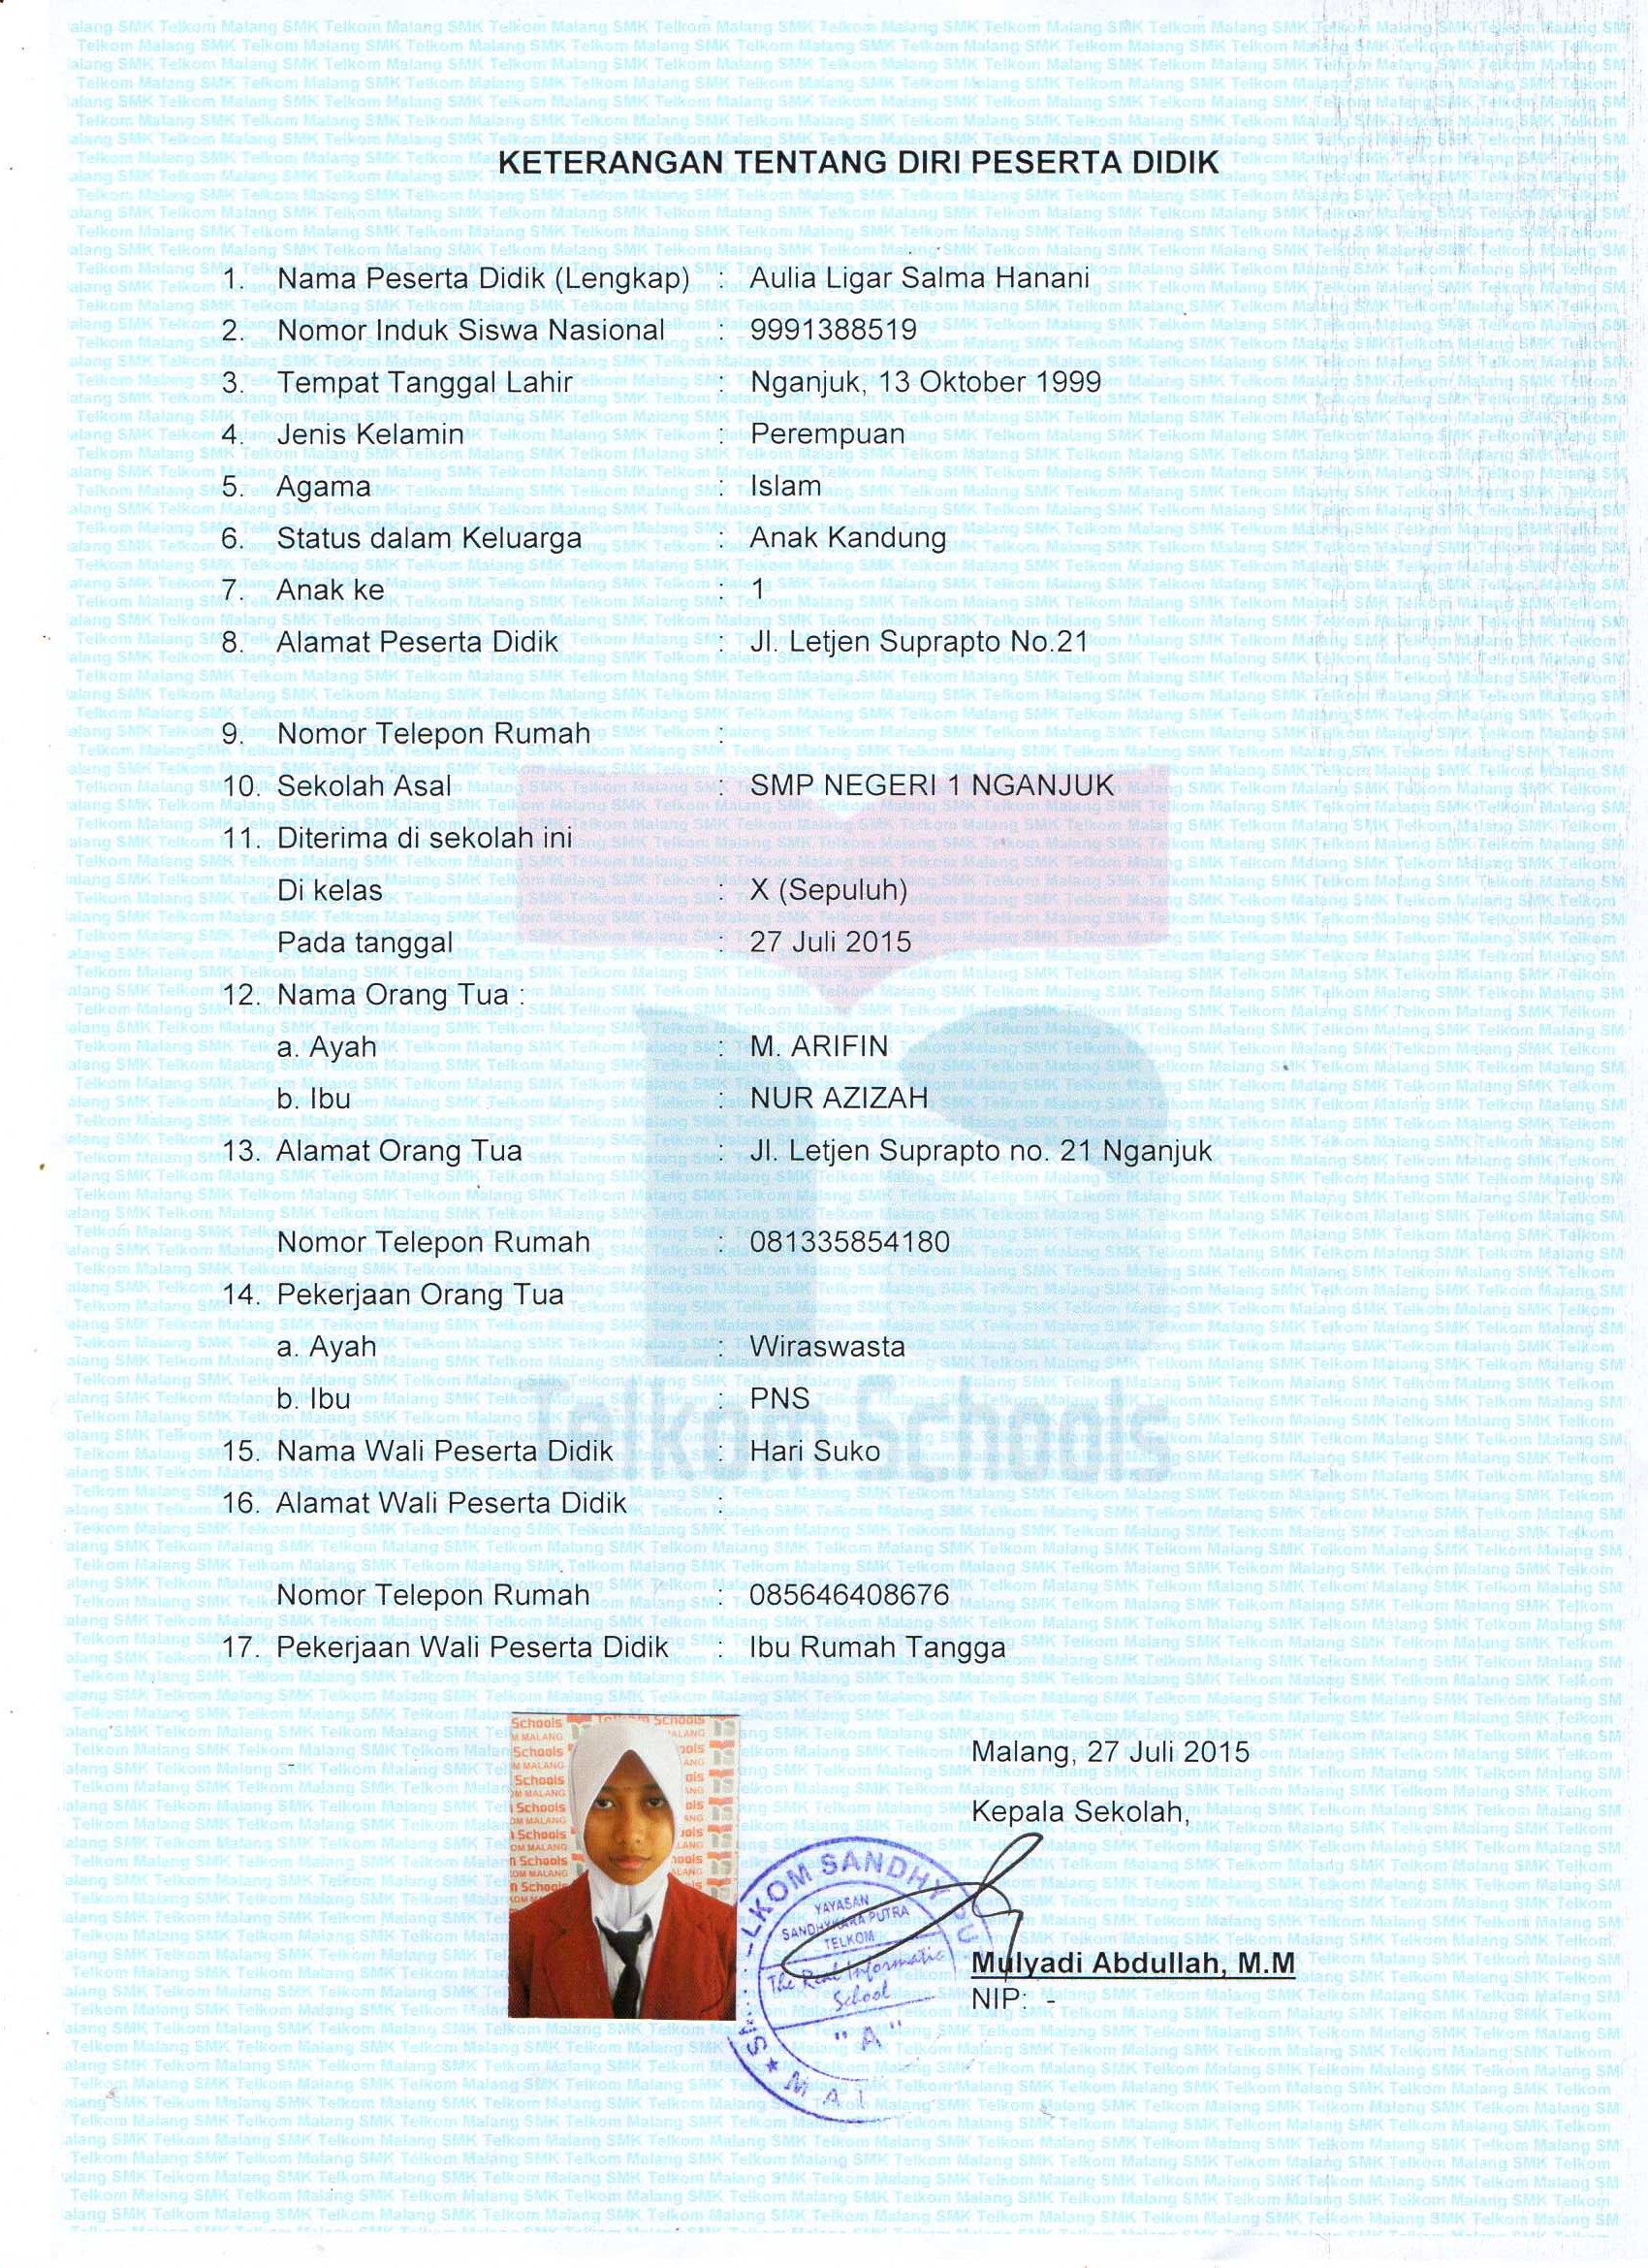 KETERANGAN TENTANG DIRI PESERTA DIDIK
1. Nama Peserta Didik (Lengkap) : Aulia Ligar Salma Hanani
2. Nomor Induk Siswa Nasional : 9991388519
3. Tempat Tanggal Lahir : Nganjuk, 13 Oktober 1999
4. Jenis Kelamin : Perempuan
5. Agama : Islam
6. Status dalam Keluarga : Anak Kandung
7. Anak ke : 1
8. Alamat Peserta Didik : Jl. Letjen Suprapto No.21
9. Nomor Telepon Rumah :
10. Sekolah Asal : SMP NEGERI 1 NGANJUK
11. Diterima di sekolah ini
Di kelas : X (Sepuluh)
Pada tanggal : 27 Juli 2015
12. Nama Orang Tua :
a. Ayah : M. ARIFIN
b. Ibu : NUR AZIZAH
13. Alamat Orang Tua : Jl. Letjen Suprapto no. 21 Nganjuk
Nomor Telepon Rumah : 081335854180
14. Pekerjaan Orang Tua
a. Ayah : Wiraswasta
b. Ibu : PNS
Telkom Schools
15. Nama Wali Peserta Didik : Hari Suko
16. Alamat Wali Peserta Didik :
Nomor Telepon Rumah : 085646408676
17. Pekerjaan Wali Peserta Didik : Ibu Rumah Tangga
Malang, 27 Juli 2015
Kepala Sekolah,
LKOM SANDHY PU
YAYASAN
SANDHYKARA PUTRA
TELKOM
The Real Informatic
School
"A"
MAL
Mulyadi Abdullah, M.M
NIP: -